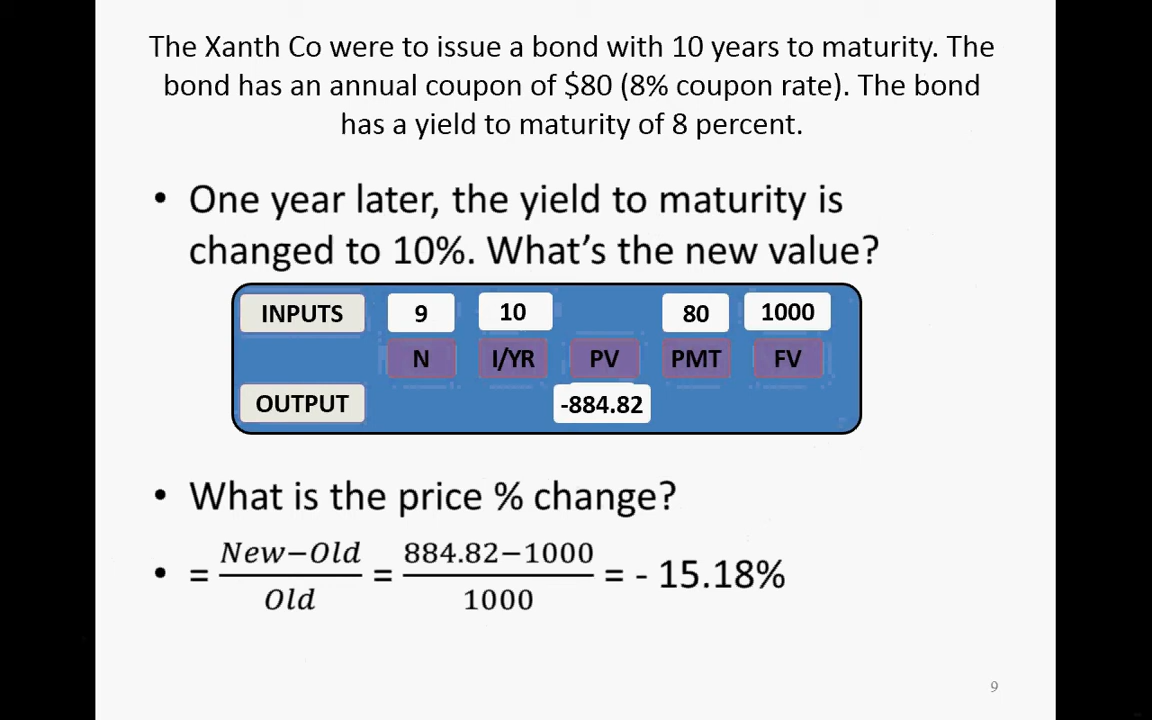 The Xanth Co were to issue a bond with 10 years to maturity. The
bond has an annual coupon of $80 (8% coupon rate). The bond
has a yield to maturity of 8 percent.
• One year later, the yield to maturity is
changed to 10%. What’s the new value?
INPUTS 9 10 80 1000
N I/YR PV PMT FV
OUTPUT -884.82
• What is the price % change?
• = New−Old / Old = 884.82−1000 / 1000 = - 15.18%
9